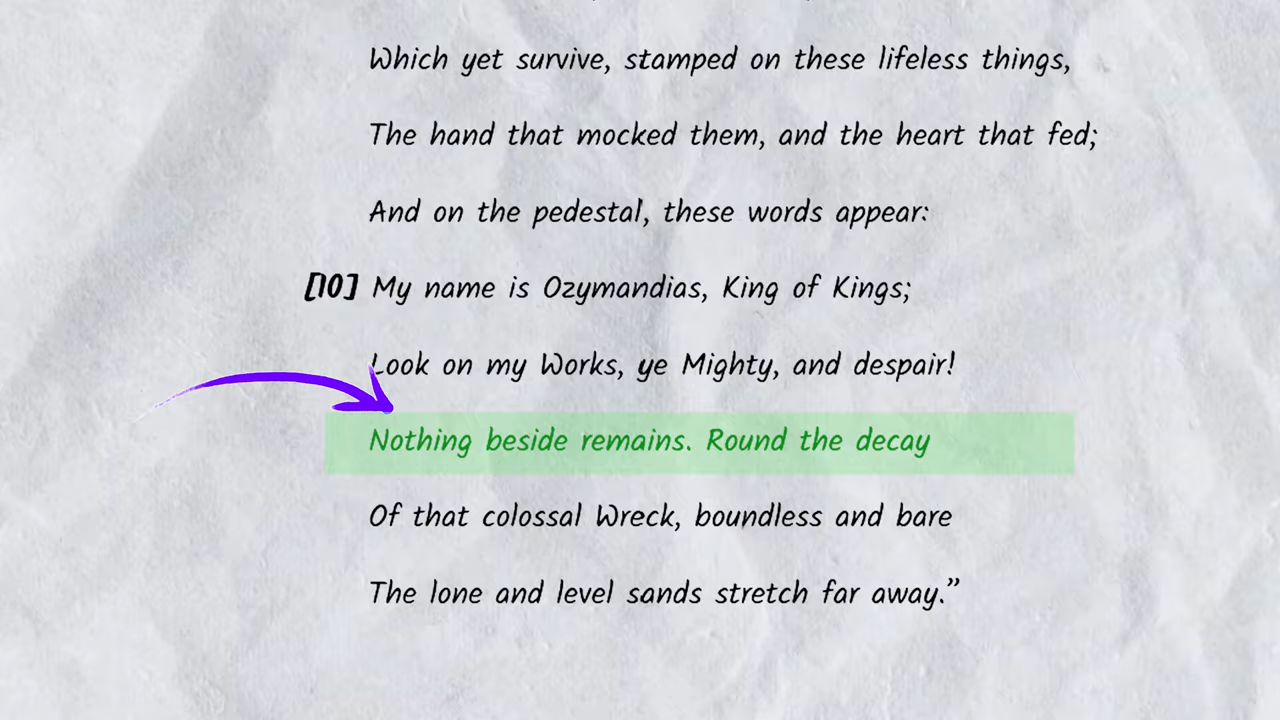 Which yet survive, stamped on these lifeless things,
The hand that mocked them, and the heart that fed;
And on the pedestal, these words appear:
[10] My name is Ozymandias, King of Kings;
Look on my Works, ye Mighty, and despair!
Nothing beside remains. Round the decay
Of that colossal Wreck, boundless and bare
The lone and level sands stretch far away.”